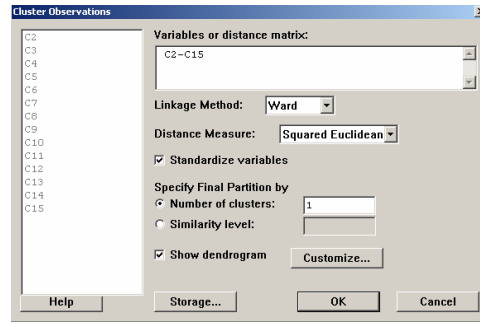 Cluster Observations
C2
C3
C4
C5
C6
C7
C8
C9
C10
C11
C12
C13
C14
C15
Variables or distance matrix:
C2-C15
Linkage Method: Ward
Distance Measure: Squared Euclidean
Standardize variables
Specify Final Partition by
Number of clusters: 1
Similarity level:
Show dendrogram Customize...
Help Storage... OK Cancel